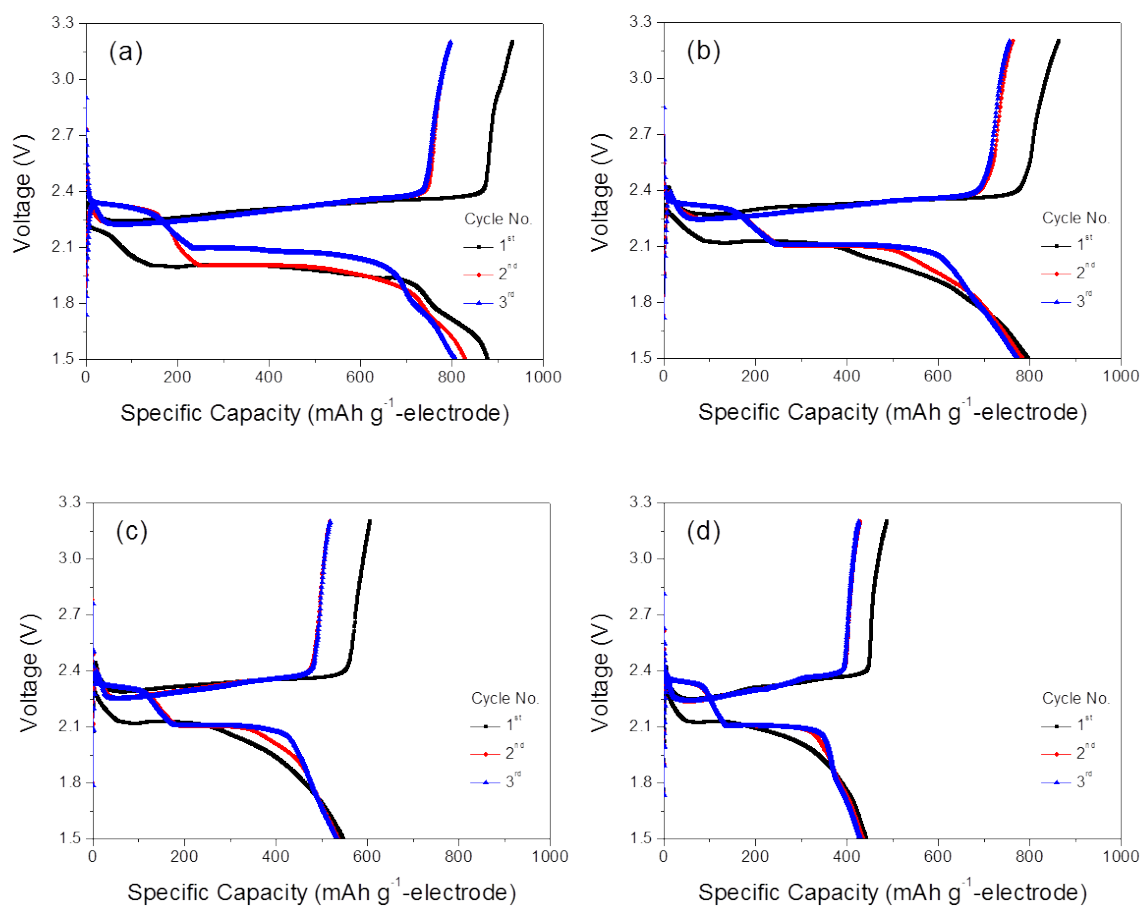 (a)
3.3
3.0
2.7
2.4
2.1
1.8
1.5
Voltage (V)
Cycle No.
1st
2nd
3rd
0 200 400 600 800 1000
Specific Capacity (mAh g-1-electrode)
(b)
3.3
3.0
2.7
2.4
2.1
1.8
1.5
Voltage (V)
Cycle No.
1st
2nd
3rd
0 200 400 600 800 1000
Specific Capacity (mAh g-1-electrode)
(c)
3.3
3.0
2.7
2.4
2.1
1.8
1.5
Voltage (V)
Cycle No.
1st
2nd
3rd
0 200 400 600 800 1000
Specific Capacity (mAh g-1-electrode)
(d)
3.3
3.0
2.7
2.4
2.1
1.8
1.5
Voltage (V)
Cycle No.
1st
2nd
3rd
0 200 400 600 800 1000
Specific Capacity (mAh g-1-electrode)